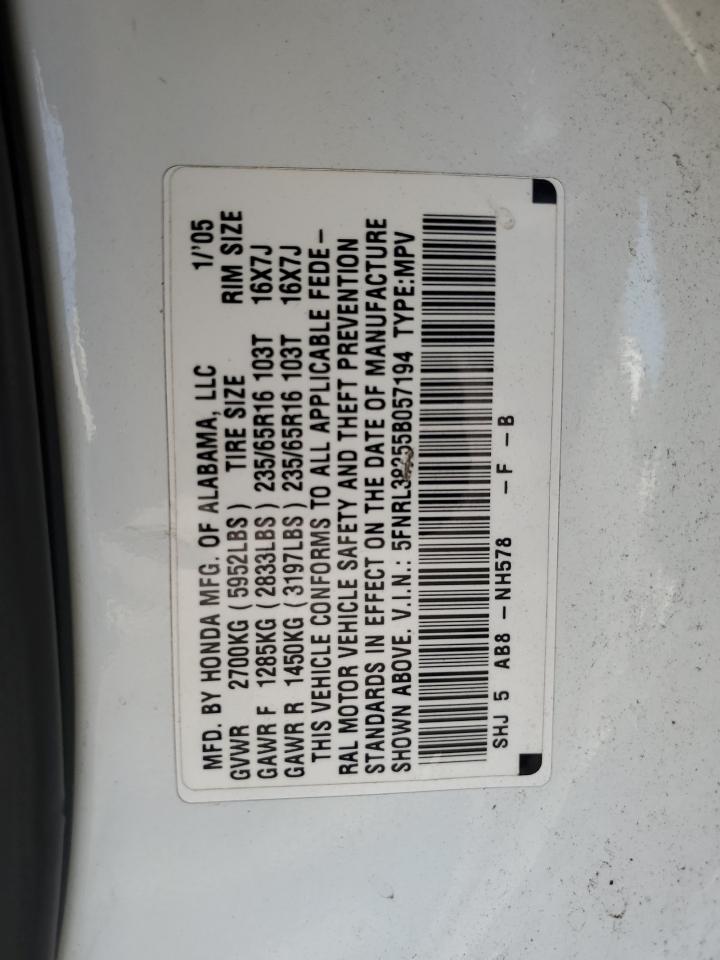 MFD. BY HONDA MFG. OF ALABAMA, LLC 1/'05
GVWR 2700KG (5952LBS) TIRE SIZE RIM SIZE
GAWR F 1285KG (2833LBS) 235/65R16 103T 16X7J
GAWR R 1450KG (3197LBS) 235/65R16 103T 16X7J
THIS VEHICLE CONFORMS TO ALL APPLICABLE FEDE-
RAL MOTOR VEHICLE SAFETY AND THEFT PREVENTION
STANDARDS IN EFFECT ON THE DATE OF MANUFACTURE
SHOWN ABOVE. V.I.N.: 5FNRL38255B057194 TYPE:MPV
SHJ 5 AB8 - NH578 - F - B